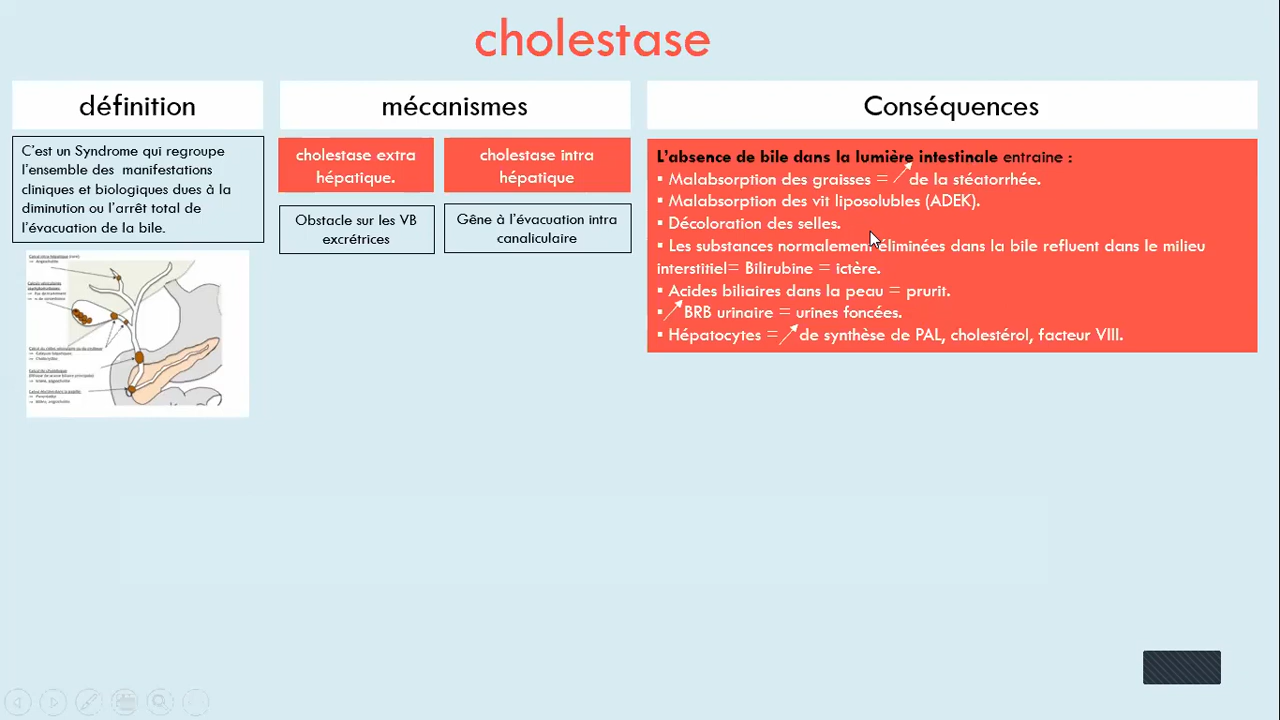 cholestase
définition
C’est un Syndrome qui regroupe
l’ensemble des manifestations
cliniques et biologiques dues à la
diminution ou l’arrêt total de
l’évacuation de la bile.
mécanismes
cholestase extra
hépatique.
Obstacle sur les VB
excrétrices
cholestase intra
hépatique
Gêne à l’évacuation intra
canaliculaire
Conséquences
L’absence de bile dans la lumière intestinale entraine :
▪ Malabsorption des graisses = ↗ de la stéatorrhée.
▪ Malabsorption des vit liposolubles (ADEK).
▪ Décoloration des selles.
▪ Les substances normalement éliminées dans la bile refluent dans le milieu
interstitiel= Bilirubine = ictère.
▪ Acides biliaires dans la peau = prurit.
▪ ↗ BRB urinaire = urines foncées.
▪ Hépatocytes = ↗ de synthèse de PAL, cholestérol, facteur VIII.